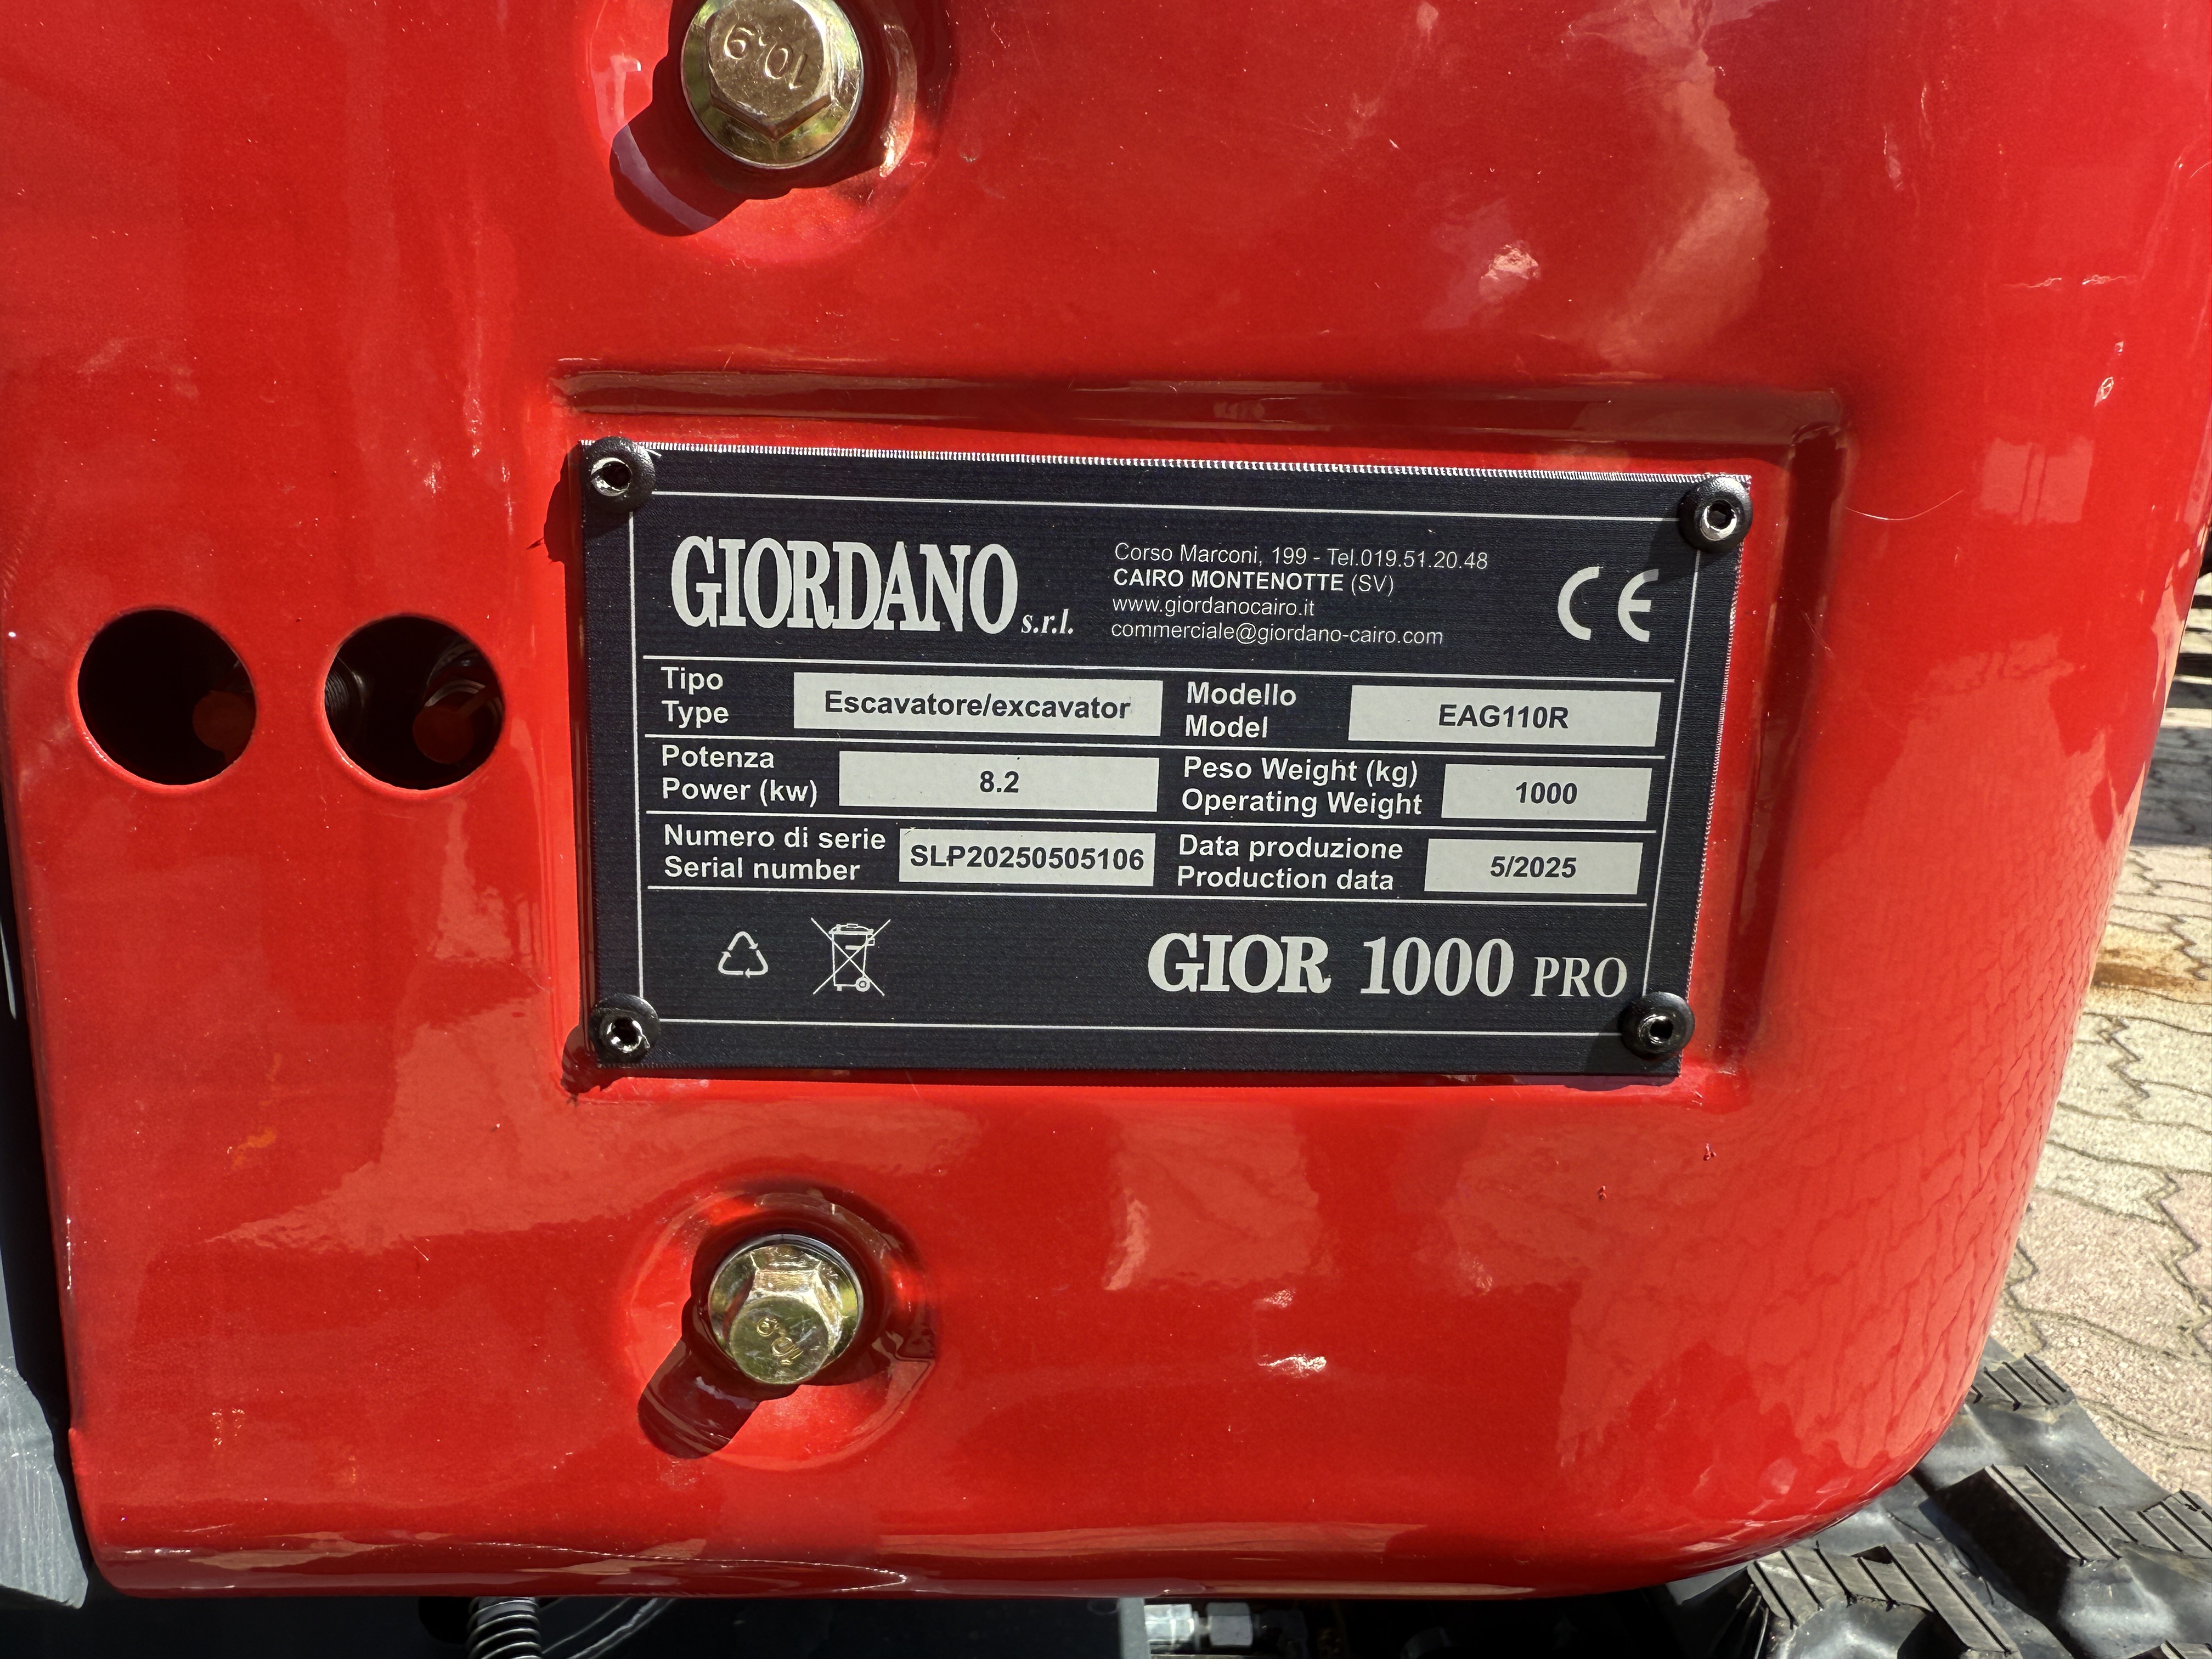 10.9
GIORDANO s.r.l.
Corso Marconi, 199 - Tel.019.51.20.48
CAIRO MONTENOTTE (SV)
www.giordanocairo.it
commerciale@giordano-cairo.com
CE
Tipo
Type
Escavatore/excavator
Modello
Model
EAG110R
Potenza
Power (kw)
8.2
Peso Weight (kg)
Operating Weight
1000
Numero di serie
Serial number
SLP20250505106
Data produzione
Production data
5/2025
GIOR 1000 PRO
10.9